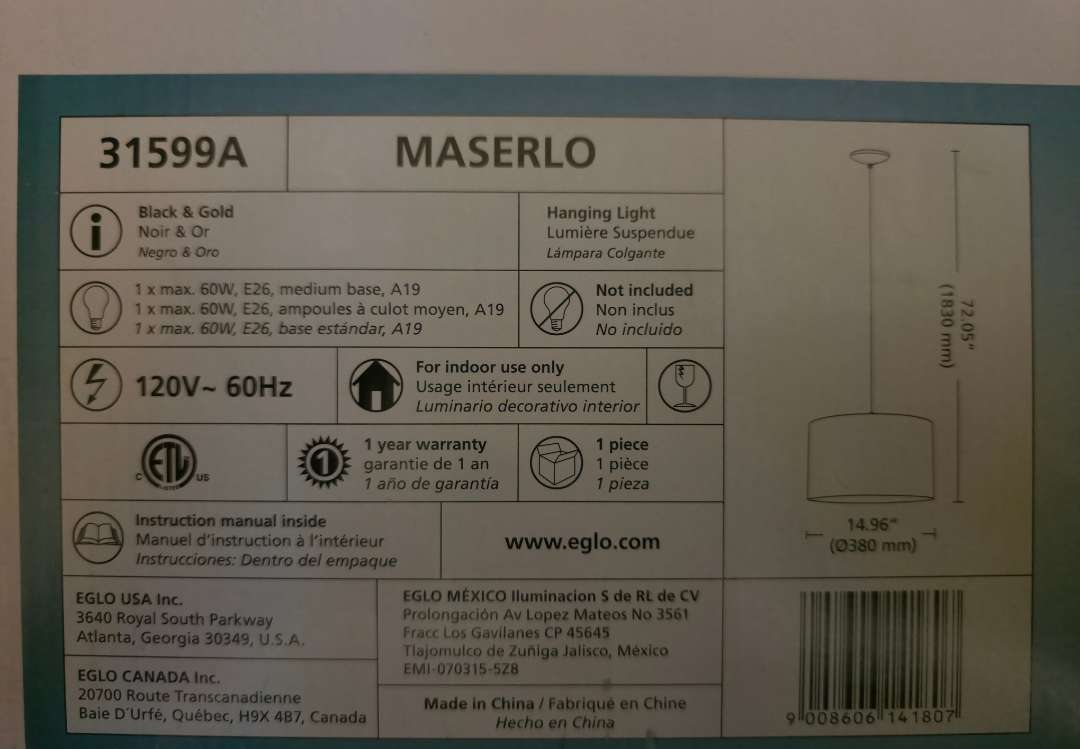 31599A
MASERLO
Black & Gold
Noir & Or
Negro & Oro
Hanging Light
Lumière Suspendue
Lámpara Colgante
1 x max. 60W, E26, medium base, A19
1 x max. 60W, E26, ampoules à culot moyen, A19
1 x max. 60W, E26, base estándar, A19
Not included
Non inclus
No incluido
120V~ 60Hz
For indoor use only
Usage intérieur seulement
Luminario decorativo interior
C ETL US
LISTED
1
1 year warranty
garantie de 1 an
1 año de garantía
1 piece
1 pièce
1 pieza
Instruction manual inside
Manuel d'instruction à l'intérieur
Instrucciones: Dentro del empaque
www.eglo.com
EGLO USA Inc.
3640 Royal South Parkway
Atlanta, Georgia 30349, U.S.A.
EGLO CANADA Inc.
20700 Route Transcanadienne
Baie D´Urfé, Québec, H9X 4B7, Canada
EGLO MÉXICO Iluminacion S de RL de CV
Prolongación Av Lopez Mateos No 3561
Fracc Los Gavilanes CP 45645
Tlajomulco de Zuñiga Jalisco, México
EMI-070315-5Z8
Made in China / Fabriqué en Chine
Hecho en China
72.05"
(1830 mm)
14.96"
(Ø380 mm)
9 008606 141807